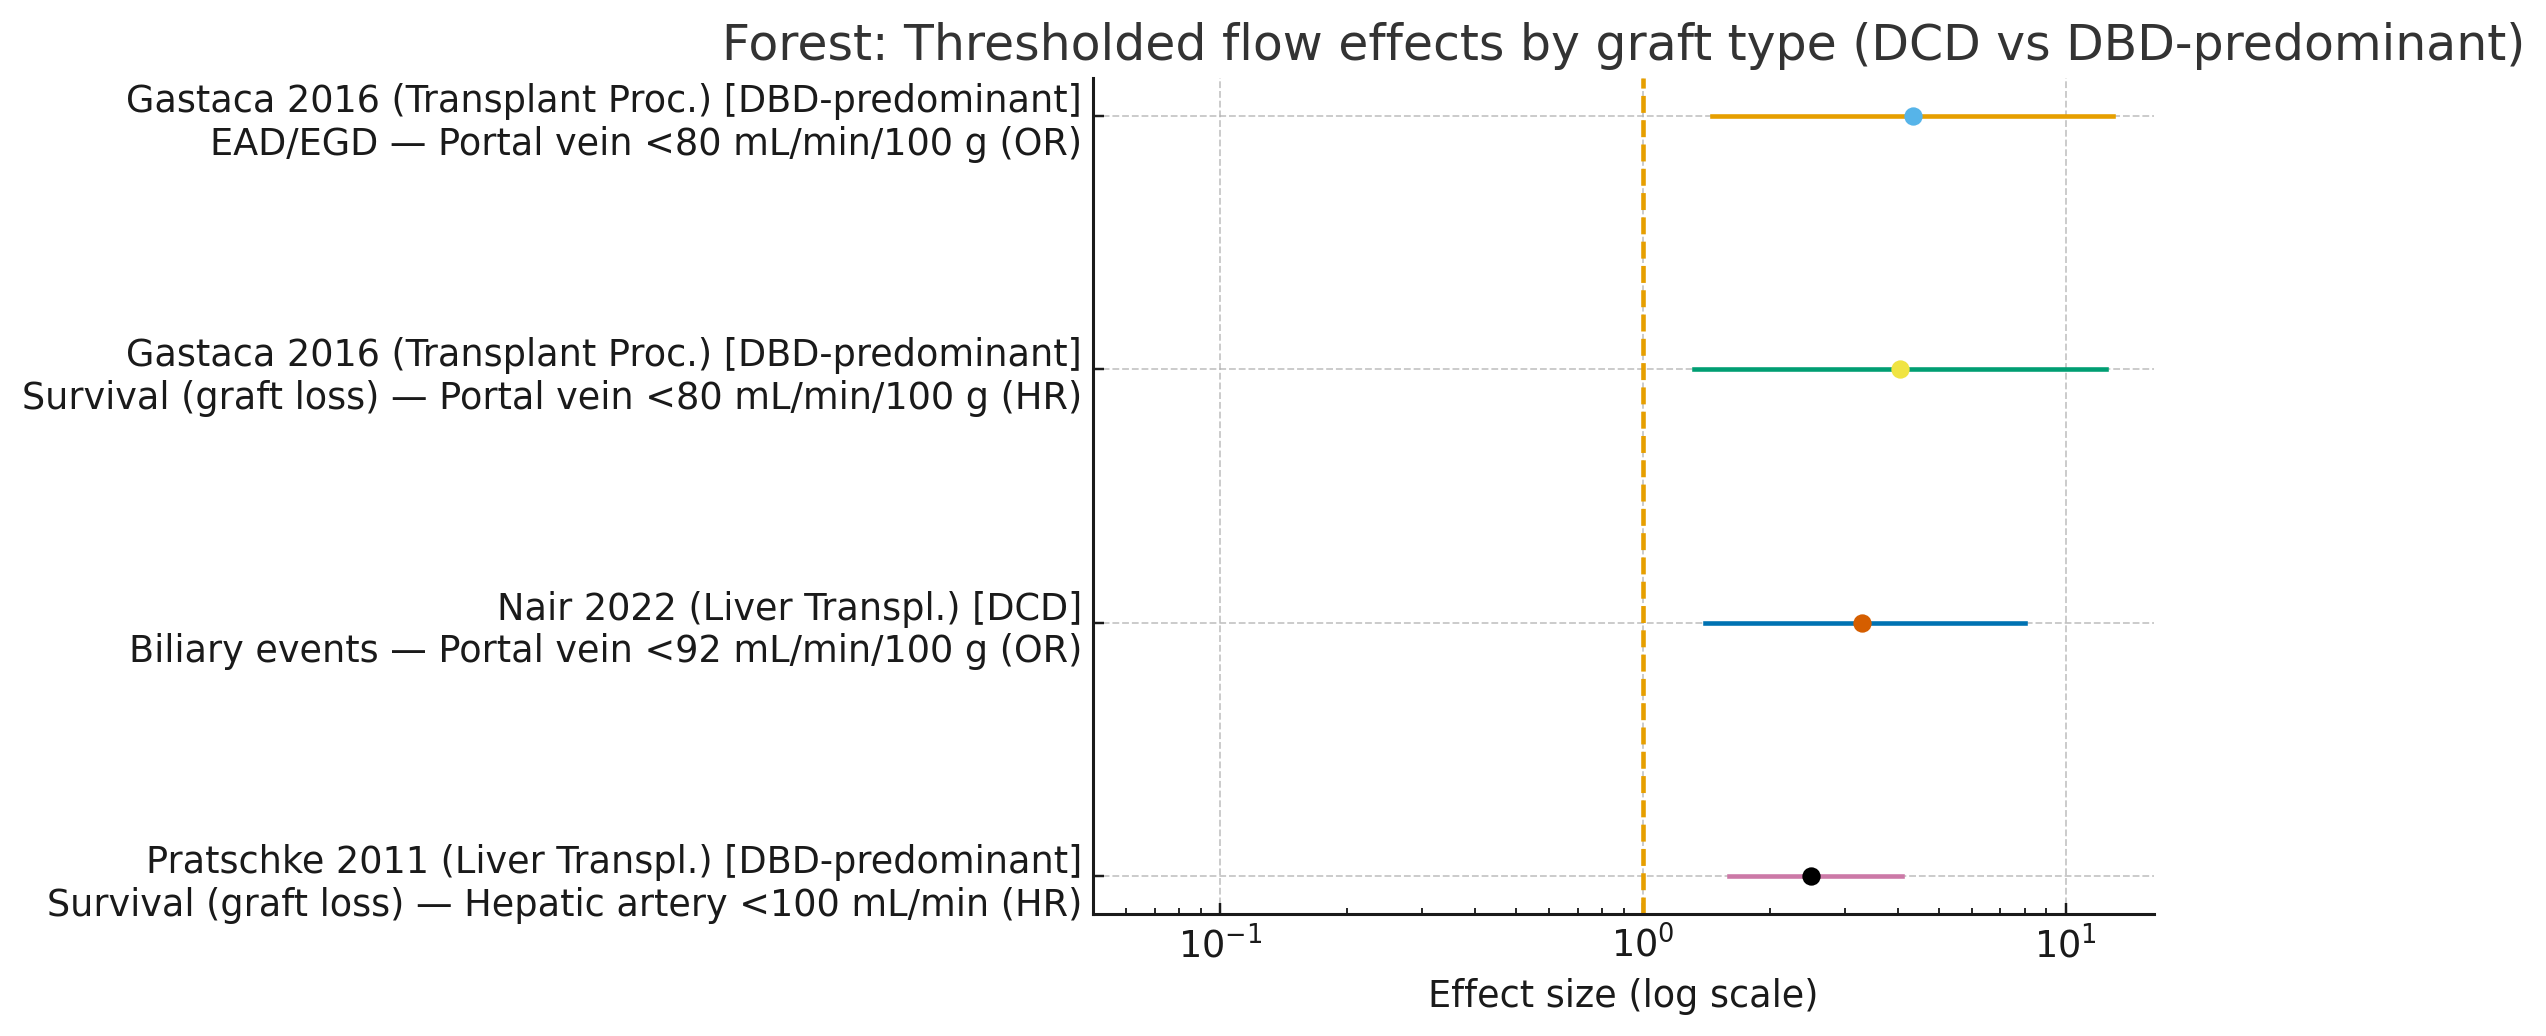 Forest: Thresholded flow effects by graft type (DCD vs DBD-predominant)
Gastaca 2016 (Transplant Proc.) [DBD-predominant]
EAD/EGD — Portal vein <80 mL/min/100 g (OR)
Gastaca 2016 (Transplant Proc.) [DBD-predominant]
Survival (graft loss) — Portal vein <80 mL/min/100 g (HR)
Nair 2022 (Liver Transpl.) [DCD]
Biliary events — Portal vein <92 mL/min/100 g (OR)
Pratschke 2011 (Liver Transpl.) [DBD-predominant]
Survival (graft loss) — Hepatic artery <100 mL/min (HR)
10⁻¹ 10⁰ 10¹
Effect size (log scale)